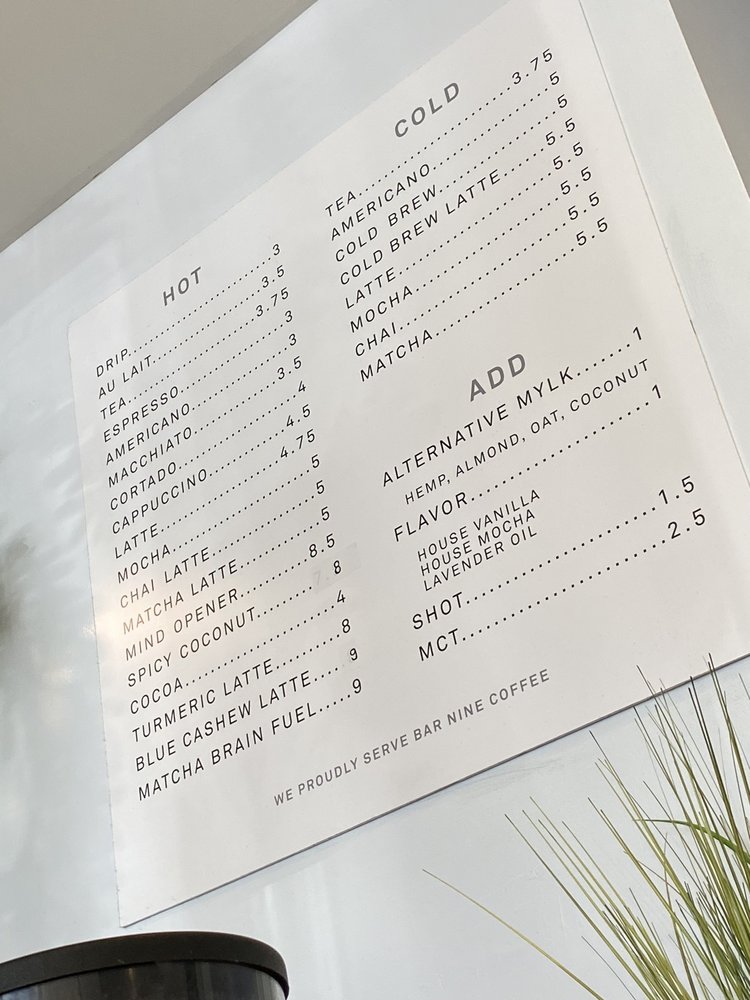 HOT
DRIP........................3
AU LAIT...................3.5
TEA......................3.75
ESPRESSO..................3
AMERICANO.................3
MACCHIATO...............3.5
CORTADO...................4
CAPPUCCINO..............4.5
LATTE....................4.75
MOCHA.....................5
CHAI LATTE................5
MATCHA LATTE..............5
MIND OPENER.............8.5
SPICY COCONUT............8
COCOA.....................4
TURMERIC LATTE............8
BLUE CASHEW LATTE.... 9
MATCHA BRAIN FUEL.....9
COLD
TEA......................3.75
AMERICANO.................5
COLD BREW.................5
COLD BREW LATTE......5.5
LATTE....................5.5
MOCHA....................5.5
CHAI.....................5.5
MATCHA...................5.5
ADD
ALTERNATIVE MYLK.......1
HEMP, ALMOND, OAT, COCONUT
FLAVOR......................1
HOUSE VANILLA
HOUSE MOCHA
LAVENDER OIL
SHOT......................1.5
MCT.......................2.5
WE PROUDLY SERVE BAR NINE COFFEE